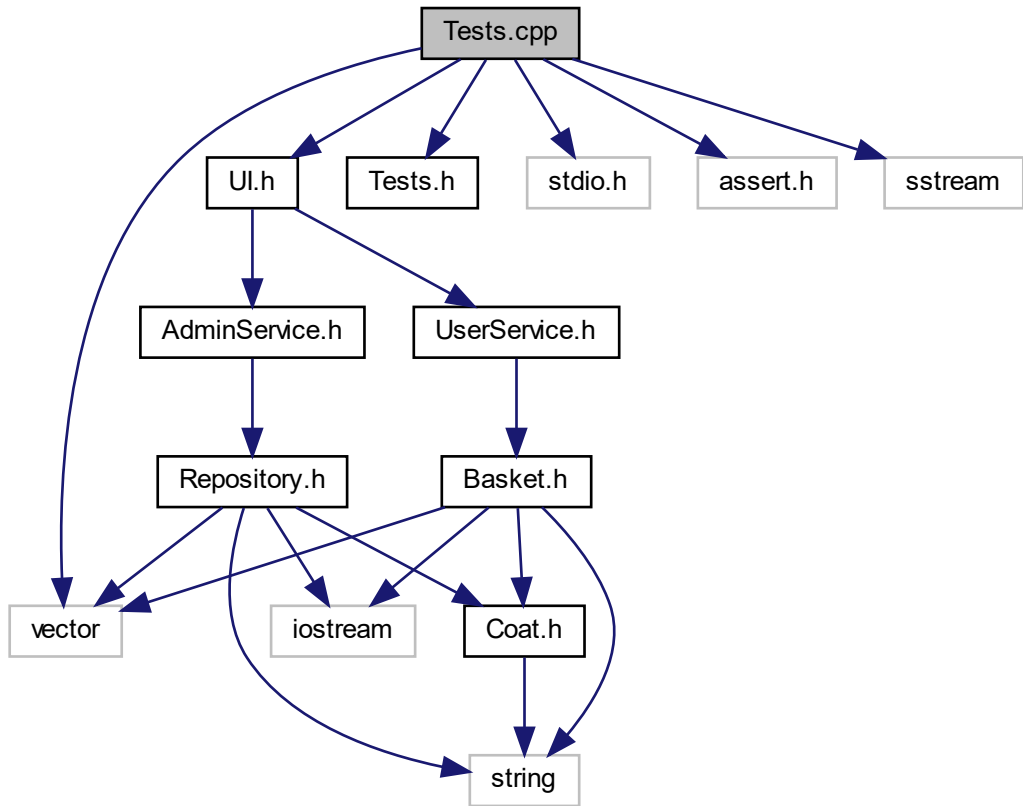 Tests.cpp
UI.h
Tests.h
stdio.h
assert.h
sstream
AdminService.h
UserService.h
Repository.h
Basket.h
vector
iostream
Coat.h
string